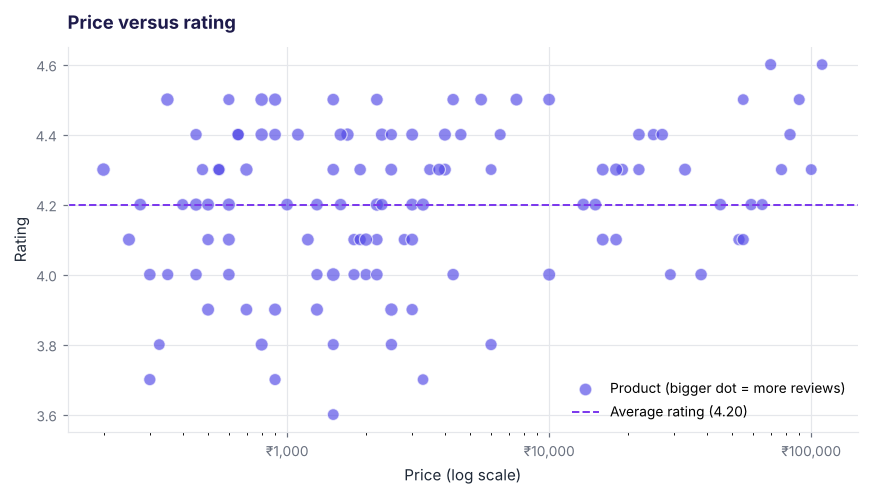 Price versus rating
4.6
4.4
4.2
4.0
3.8
3.6
Rating
Product (bigger dot = more reviews)
Average rating (4.20)
₹1,000
₹10,000
₹100,000
Price (log scale)